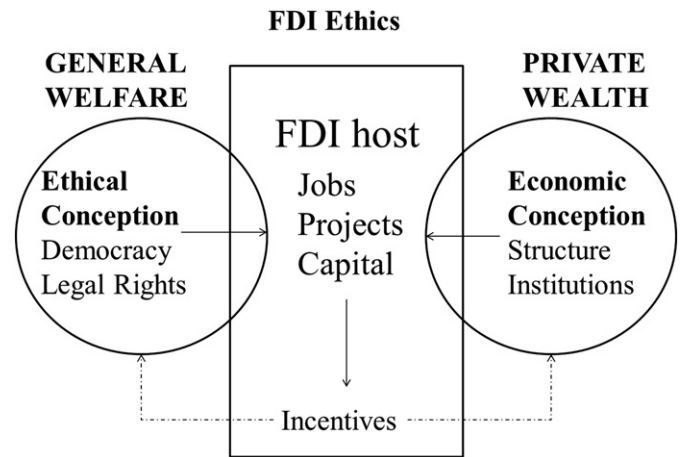 FDI Ethics
GENERAL
WELFARE
PRIVATE
WEALTH
FDI host
Jobs
Projects
Capital
Ethical
Conception
Democracy
Legal Rights
Economic
Conception
Structure
Institutions
Incentives